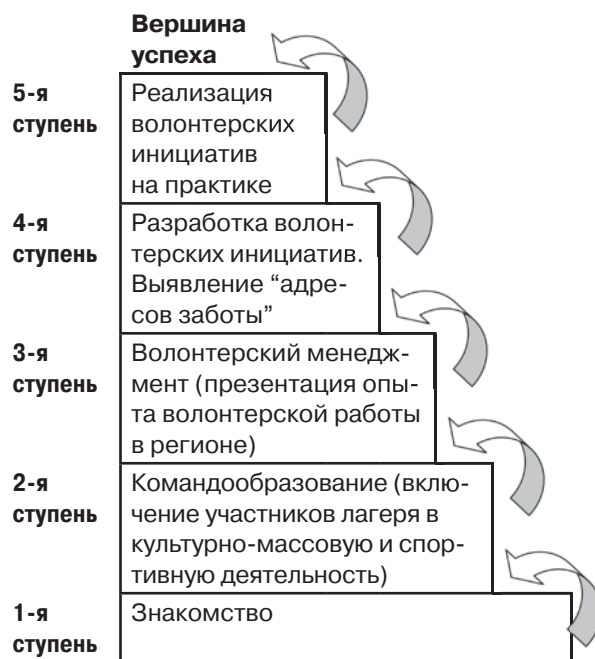 Вершина
успеха
5-я
ступень
Реализация
волонтерских
инициатив
на практике
4-я
ступень
Разработка волон-
терских инициатив.
Выявление “адре-
сов заботы”
3-я
ступень
Волонтерский менедж-
мент (презентация опы-
та волонтерской работы
в регионе)
2-я
ступень
Командообразование (вклю-
чение участников лагеря в
культурно-массовую и спор-
тивную деятельность)
1-я
ступень
Знакомство